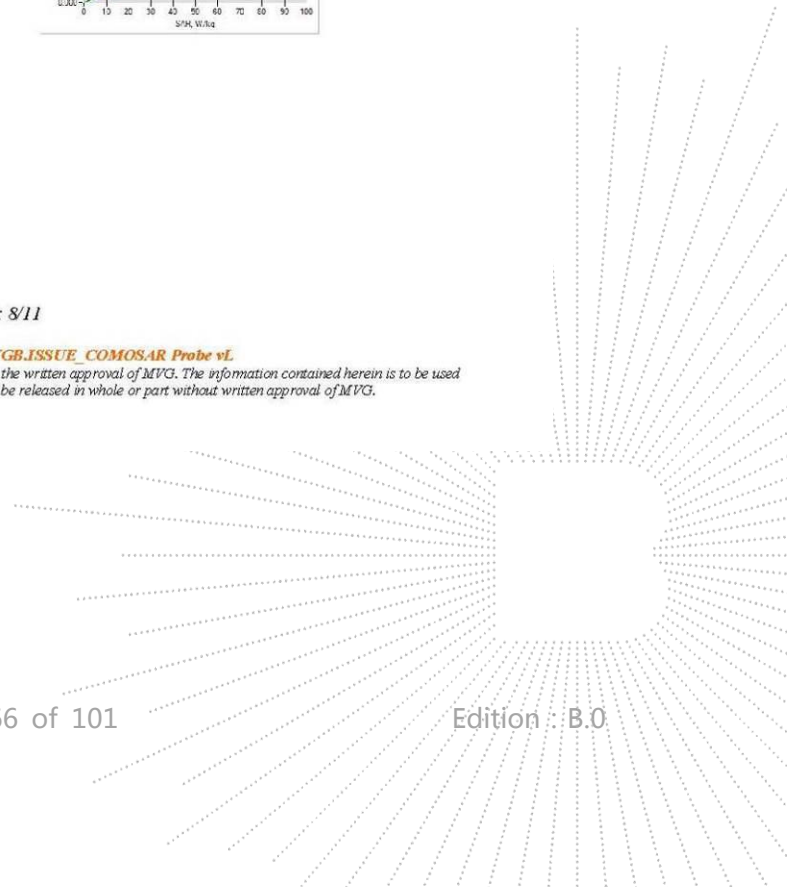 0 10 20 30 40 50 60 70 80 90 100
SAR, W/kg
: 8/11
GB.ISSUE_COMOSAR Probe vL
the written approval of MVG. The information contained herein is to be used
be released in whole or part without written approval of MVG.
6 of 101
Edition : B.0